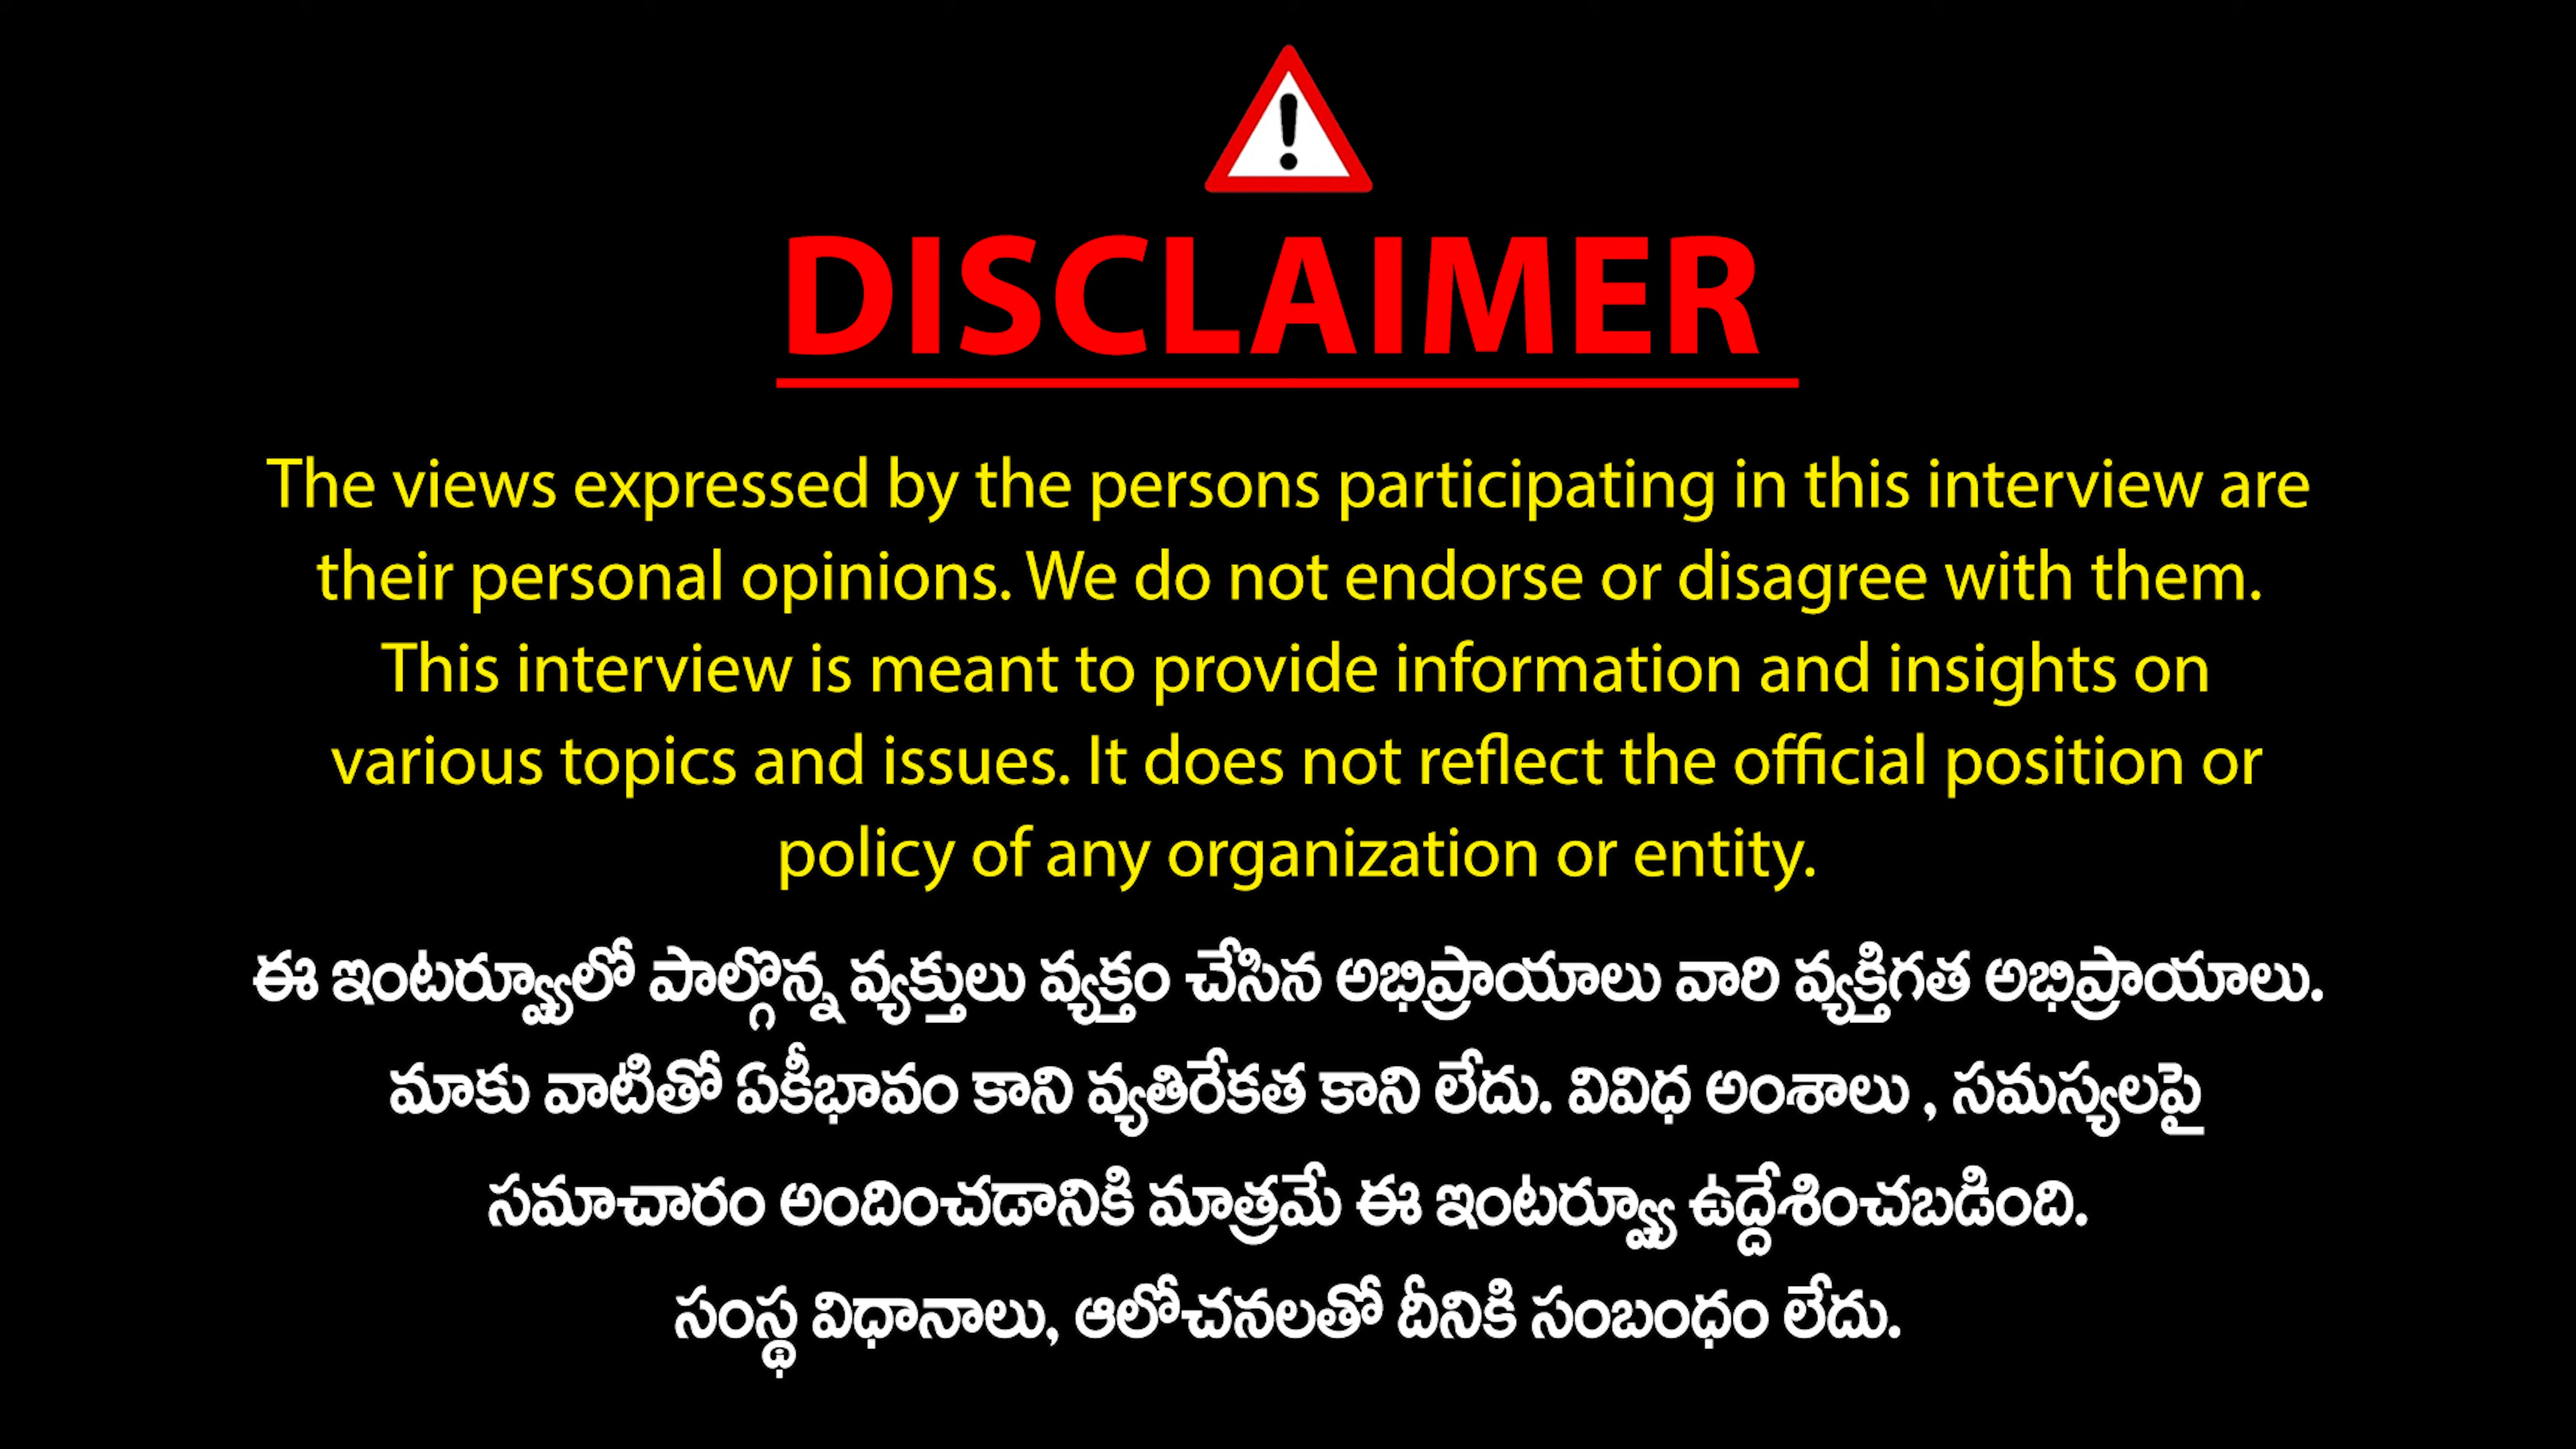 DISCLAIMER
The views expressed by the persons participating in this interview are
their personal opinions. We do not endorse or disagree with them.
This interview is meant to provide information and insights on
various topics and issues. It does not reflect the official position or
policy of any organization or entity.
ఈ ఇంటర్వ్యూలో పాల్గొన్న వ్యక్తులు వ్యక్తం చేసిన అభిప్రాయాలు వారి వ్యక్తిగత అభిప్రాయాలు.
మాకు వాటితో ఏకీభావం కాని వ్యతిరేకత కాని లేదు. వివిధ అంశాలు , సమస్యలపై
సమాచారం అందించడానికి మాత్రమే ఈ ఇంటర్వ్యూ ఉద్దేశించబడింది.
సంస్థ విధానాలు, ఆలోచనలతో దీనికి సంబంధం లేదు.